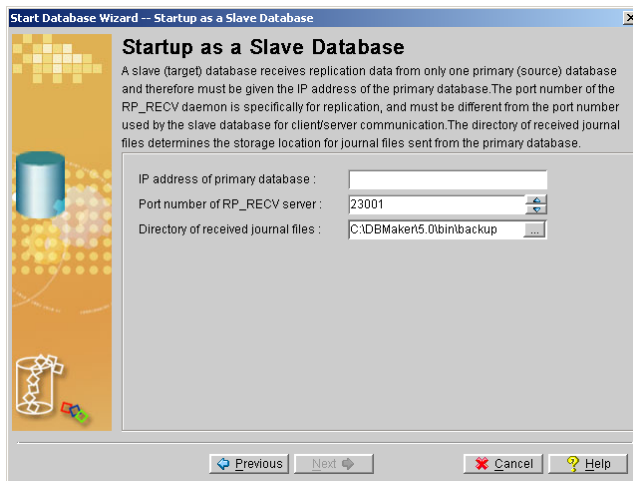 Start Database Wizard -- Startup as a Slave Database
Startup as a Slave Database
A slave (target) database receives replication data from only one primary (source) database
and therefore must be given the IP address of the primary database.The port number of the
RP_RECV daemon is specifically for replication, and must be different from the port number
used by the slave database for client/server communication.The directory of received journal
files determines the storage location for journal files sent from the primary database.
IP address of primary database :
Port number of RP_RECV server : 23001
Directory of received journal files : C:\DBMaker\5.0\bin\backup ...
Previous Next Cancel Help